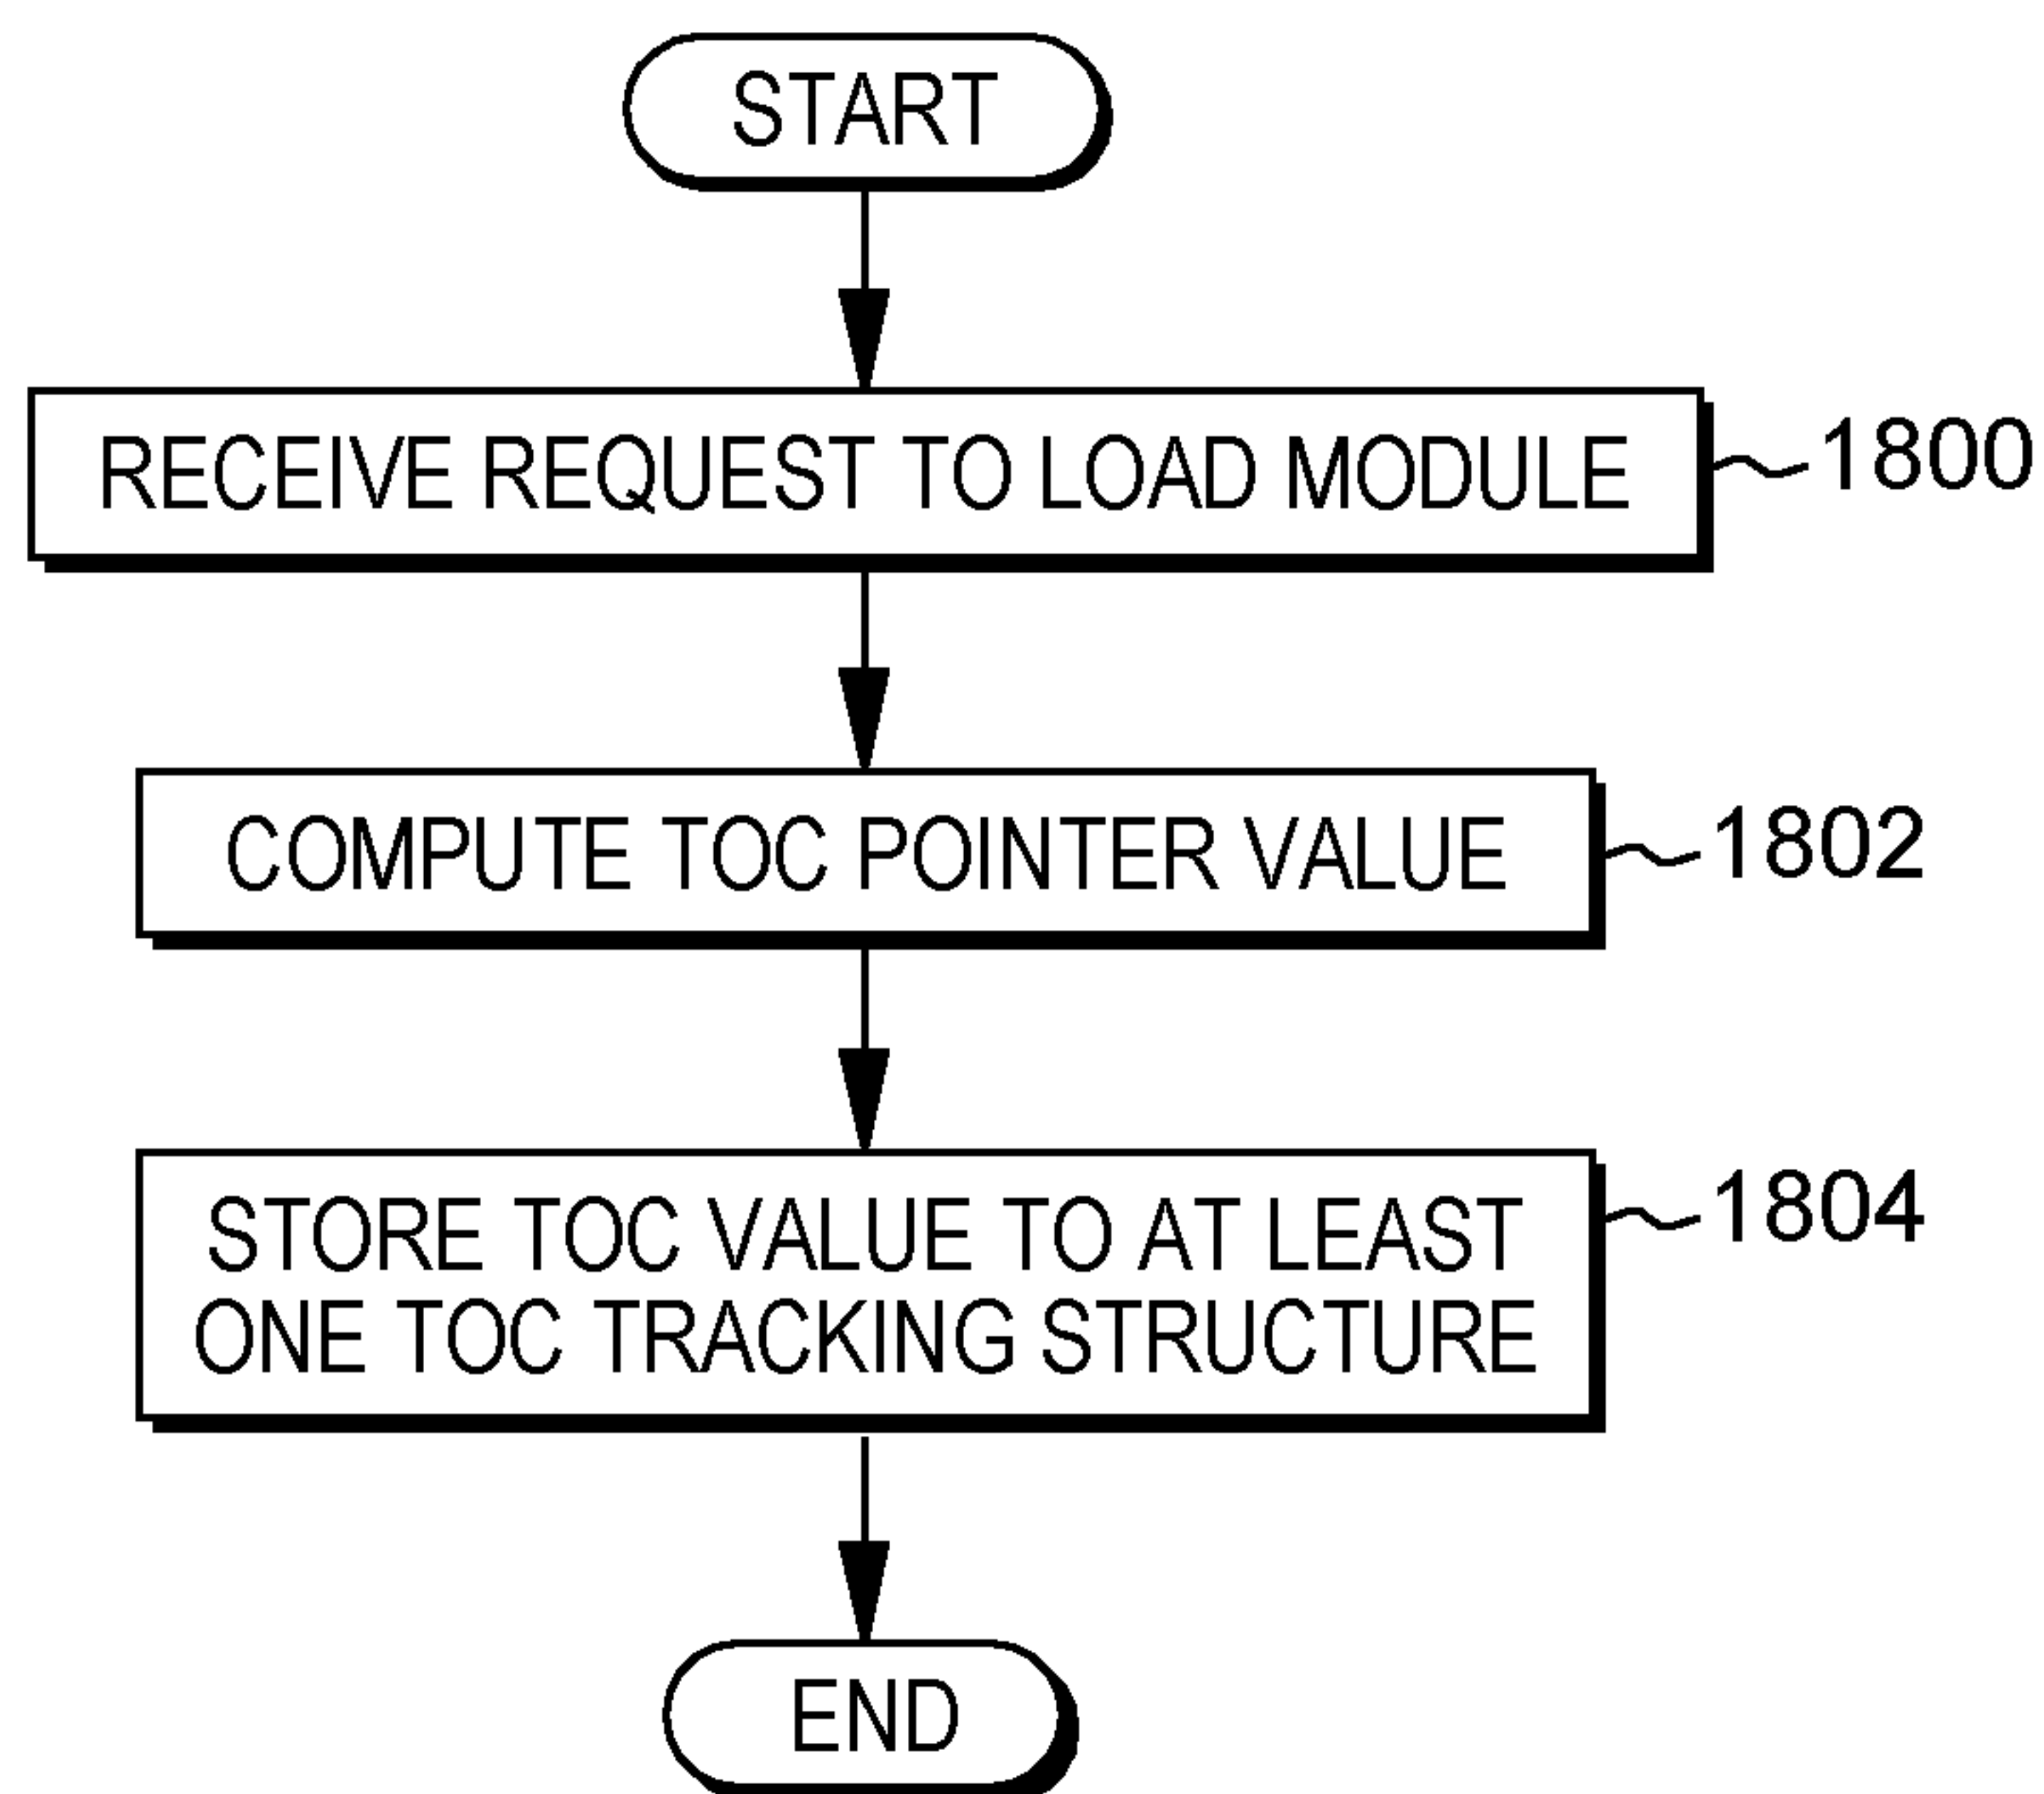 START
RECEIVE REQUEST TO LOAD MODULE
1800
COMPUTE TOC POINTER VALUE
1802
STORE TOC VALUE TO AT LEAST
ONE TOC TRACKING STRUCTURE
1804
END